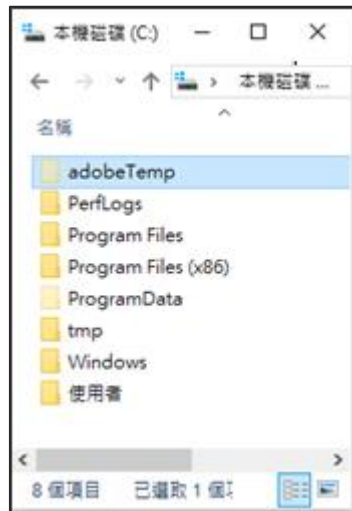 本機磁碟 (C:)
本機磁碟 ...
名稱
adobeTemp
PerfLogs
Program Files
Program Files (x86)
ProgramData
tmp
Windows
使用者
8 個項目 已選取 1 個